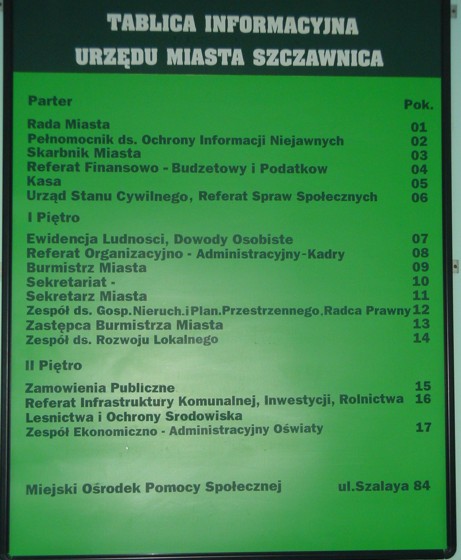 TABLICA INFORMACYJNA
URZĘDU MIASTA SZCZAWNICA
Parter Pok.
Rada Miasta 01
Pełnomocnik ds. Ochrony Informacji Niejawnych 02
Skarbnik Miasta 03
Referat Finansowo - Budzetowy i Podatkow 04
Kasa 05
Urząd Stanu Cywilnego, Referat Spraw Społecznych 06
I Piętro
Ewidencja Ludnosci, Dowody Osobiste 07
Referat Organizacyjno - Administracyjny-Kadry 08
Burmistrz Miasta 09
Sekretariat - 10
Sekretarz Miasta 11
Zespół ds. Gosp.Nieruch.iPlan.Przestrzennego,Radca Prawny 12
Zastępca Burmistrza Miasta 13
Zespół ds. Rozwoju Lokalnego 14
II Piętro
Zamowienia Publiczne 15
Referat Infrastruktury Komunalnej, Inwestycji, Rolnictwa 16
Lesnictwa i Ochrony Srodowiska
Zespół Ekonomiczno - Administracyjny Oświaty 17
Miejski Ośrodek Pomocy Społecznej ul.Szalaya 84